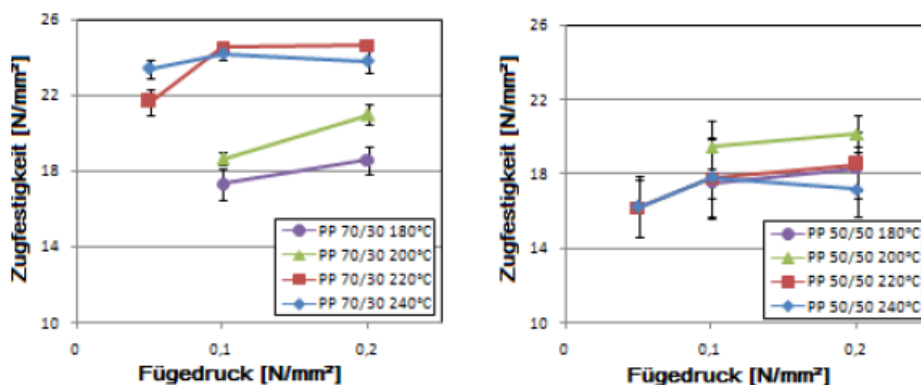 Zugfestigkeit [N/mm²]
26
22
18
14
10
PP 70/30 180°C
PP 70/30 200°C
PP 70/30 220°C
PP 70/30 240°C
0
0,1
0,2
Fügedruck [N/mm²]
Zugfestigkeit [N/mm²]
26
22
18
14
10
PP 50/50 180°C
PP 50/50 200°C
PP 50/50 220°C
PP 50/50 240°C
0
0,1
0,2
Fügedruck [N/mm²]